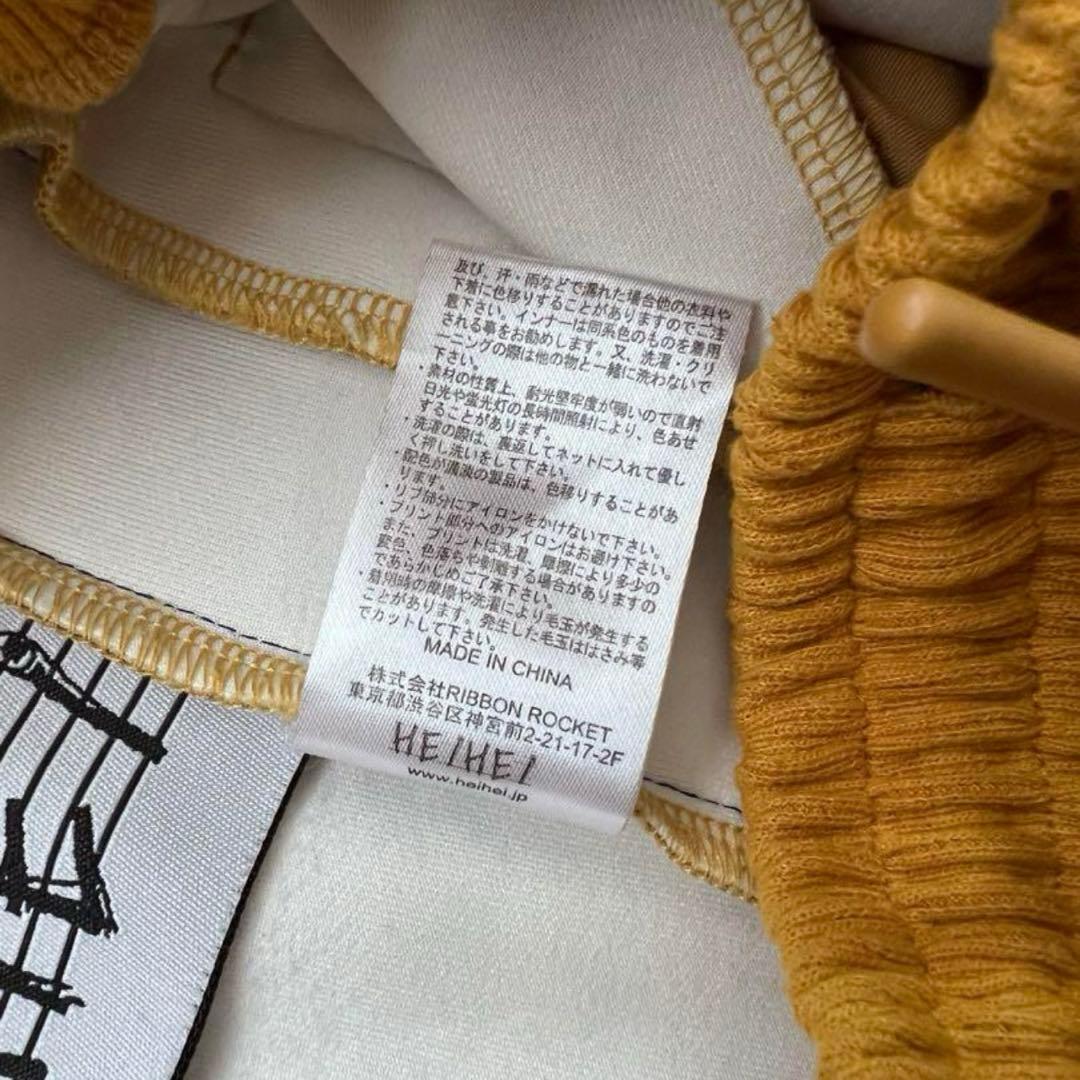 及び、汗・雨などで濡れた場合他の衣料や
下着に色移りすることがありますのでご注
意下さい。インナーは同系色のものを着用
される事をお勧めします。又、洗濯・クリ
ーニングの際は他の物と一緒に洗わないで
下さい。
・素材の性質上、耐光堅牢度が弱いので直射
日光や蛍光灯の長時間照射により、色あせ
することがあります。
・洗濯の際は、裏返してネットに入れて優し
く押し洗いをして下さい。
・配色が濃淡の製品は、色移りすることがあ
ります。
・リブ部分にアイロンをかけないで下さい。
・プリント部分へのアイロンはお避け下さい。
また、プリントは洗濯、摩擦により多少の
変色、色落ちや剥離する場合がありますの
であらかじめご了承下さい。
・着用時の摩擦や洗濯により毛玉が発生する
ことがあります。発生した毛玉ははさみ等
でカットして下さい。
MADE IN CHINA
株式会社RIBBON ROCKET
東京都渋谷区神宮前2-21-17-2F
HEIHEI
www.heihei.jp